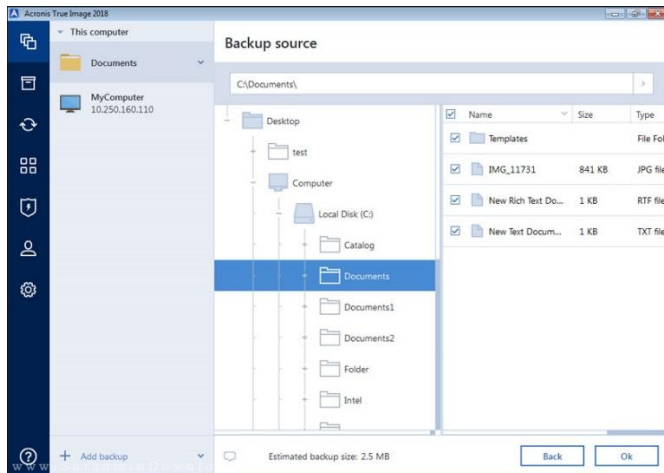 Acronis True Image 2018
This computer
Documents
MyComputer
10.250.160.110
Add backup
Backup source
C:\Documents\
Desktop
test
Computer
Local Disk (C:)
Catalog
Documents
Documents1
Documents2
Folder
Intel
Name Size Type
Templates File Fol
IMG_11731 841 KB JPG file
New Rich Text Do... 1 KB RTF file
New Text Docum... 1 KB TXT file
Estimated backup size: 2.5 MB
Back
Ok